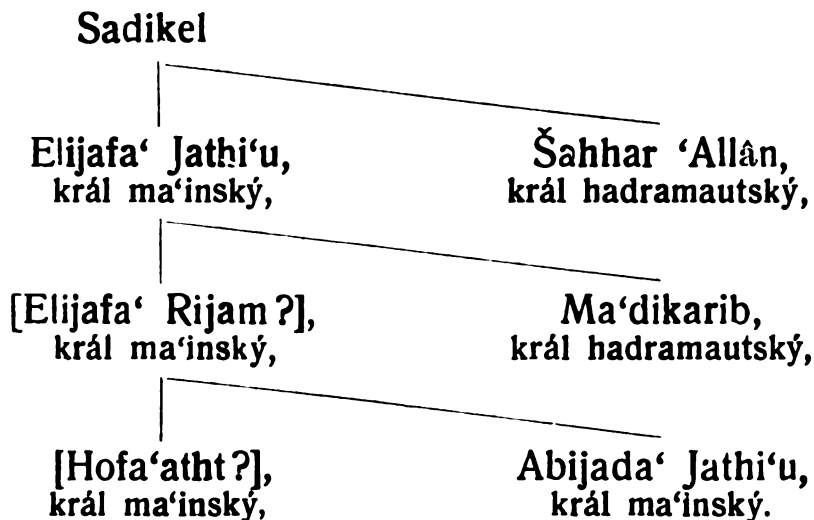 Sadikel
Elijafa‘ Jathi‘u,
král ma‘inský,
Šahhar ‘Allân,
král hadramautský,
[Elijafa‘ Rijam ?],
král ma‘inský,
Ma‘dikarib,
král hadramautský,
[Hofa‘atht ?],
král ma‘inský,
Abijada‘ Jathi‘u,
král ma‘inský.